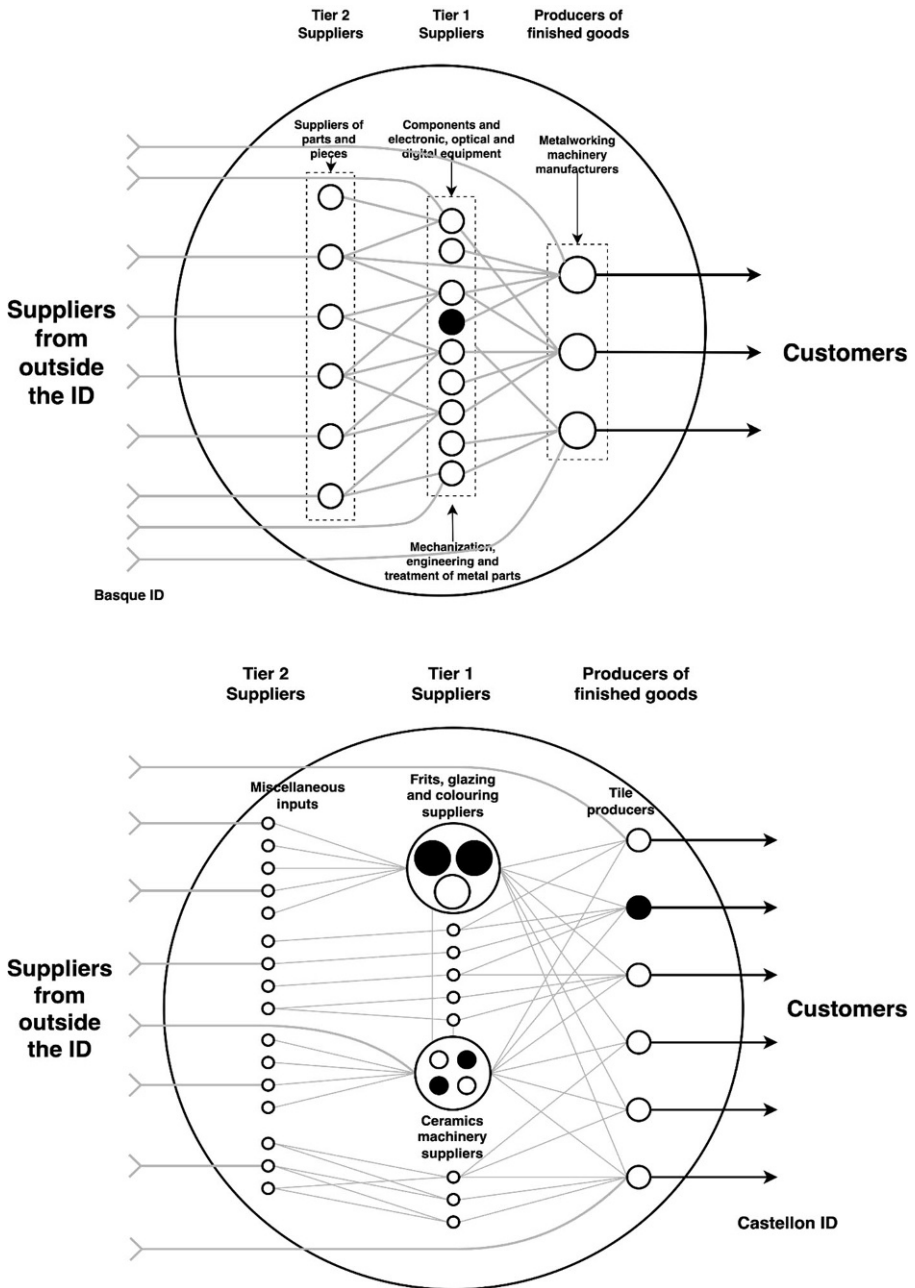 Tier 2
Suppliers
Tier 1
Suppliers
Producers of
finished goods
Suppliers of
parts and
pieces
Components and
electronic, optical and
digital equipment
Metalworking
machinery
manufacturers
Suppliers
from
outside
the ID
Customers
Mechanization,
engineering and
treatment of metal parts
Basque ID
Tier 2
Suppliers
Tier 1
Suppliers
Producers of
finished goods
Miscellaneous
inputs
Frits, glazing
and colouring
suppliers
Tile
producers
Suppliers
from
outside
the ID
Customers
Ceramics
machinery
suppliers
Castellon ID